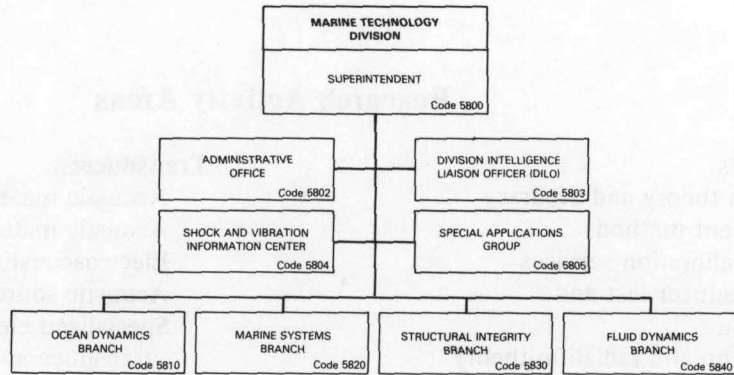 MARINE TECHNOLOGY
DIVISION
SUPERINTENDENT
Code 5800
ADMINISTRATIVE
OFFICE
Code 5802
DIVISION INTELLIGENCE
LIAISON OFFICER (DILO)
Code 5803
SHOCK AND VIBRATION
INFORMATION CENTER
Code 5804
SPECIAL APPLICATIONS
GROUP
Code 5805
OCEAN DYNAMICS
BRANCH
Code 5810
MARINE SYSTEMS
BRANCH
Code 5820
STRUCTURAL INTEGRITY
BRANCH
Code 5830
FLUID DYNAMICS
BRANCH
Code 5840
Research Activity Areas